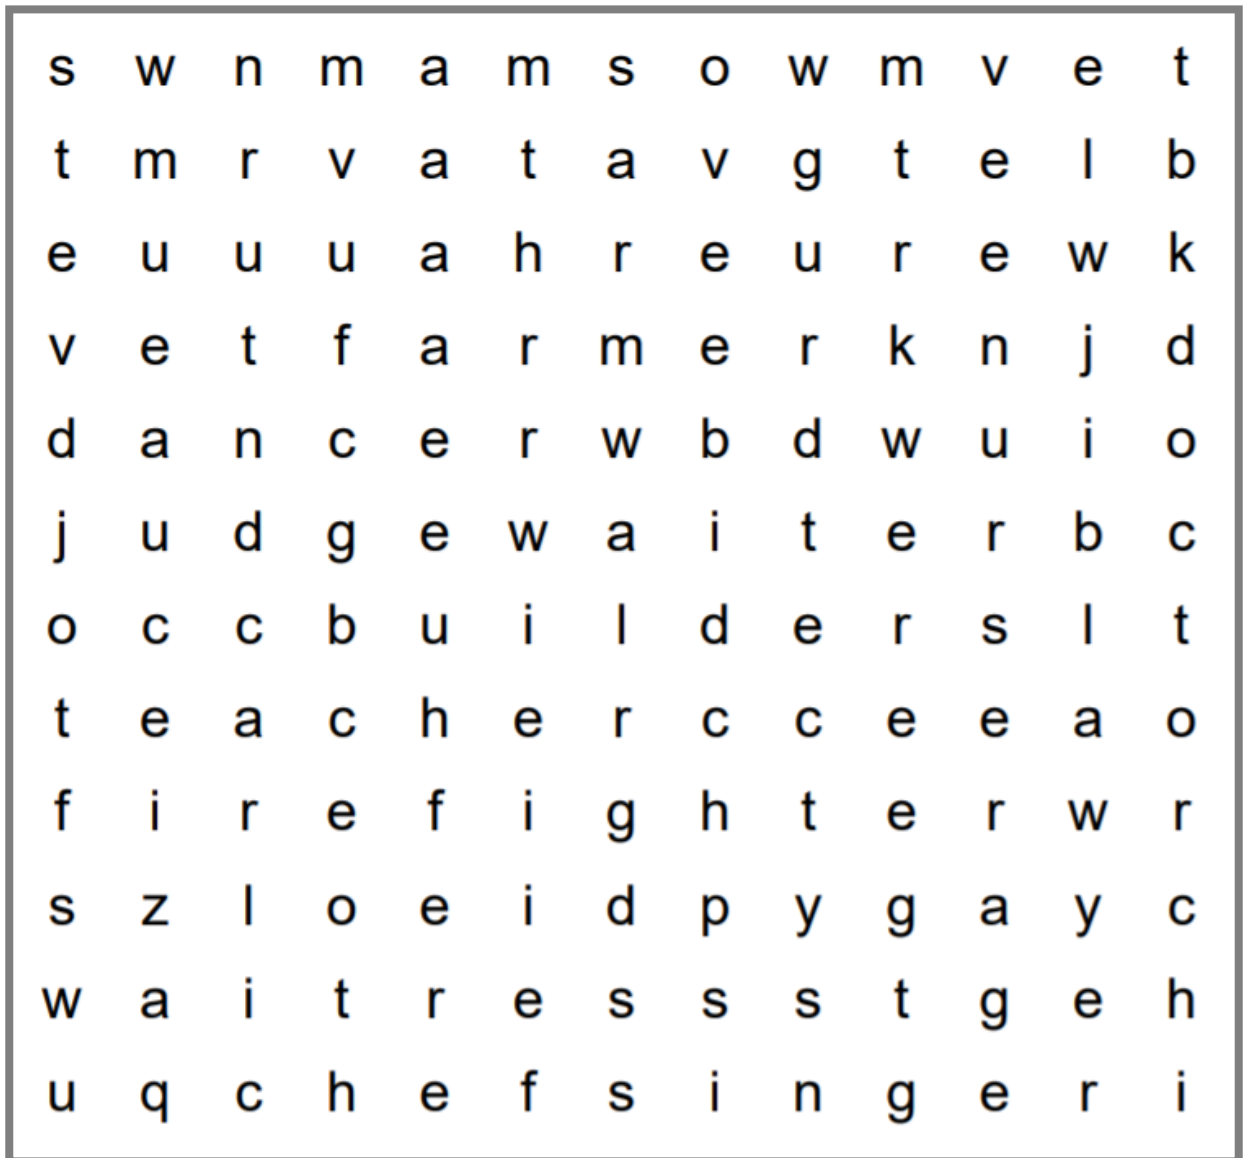 s w n m a m s o w m v e t
t m r v a t a v g t e l b
e u u u a h r e u r e w k
v e t f a r m e r k n j d
d a n c e r w b d w u i o
j u d g e w a i t e r b c
o c c b u i l d e r s l t
t e a c h e r c c e e a o
f i r e f i g h t e r w r
s z l o e i d p y g a y c
w a i t r e s s s t g e h
u q c h e f s i n g e r i